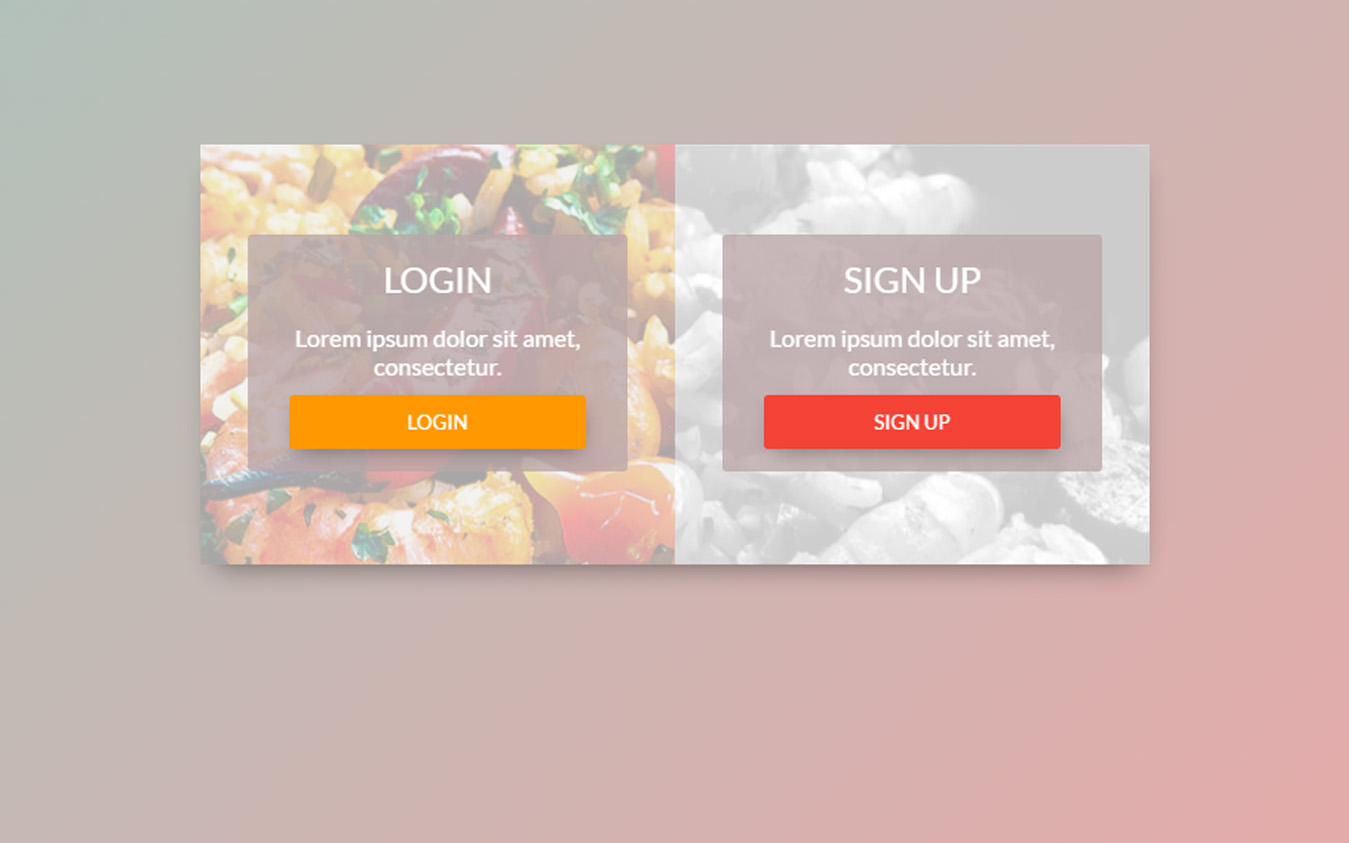 LOGIN
Lorem ipsum dolor sit amet,
consectetur.
LOGIN
SIGN UP
Lorem ipsum dolor sit amet,
consectetur.
SIGN UP